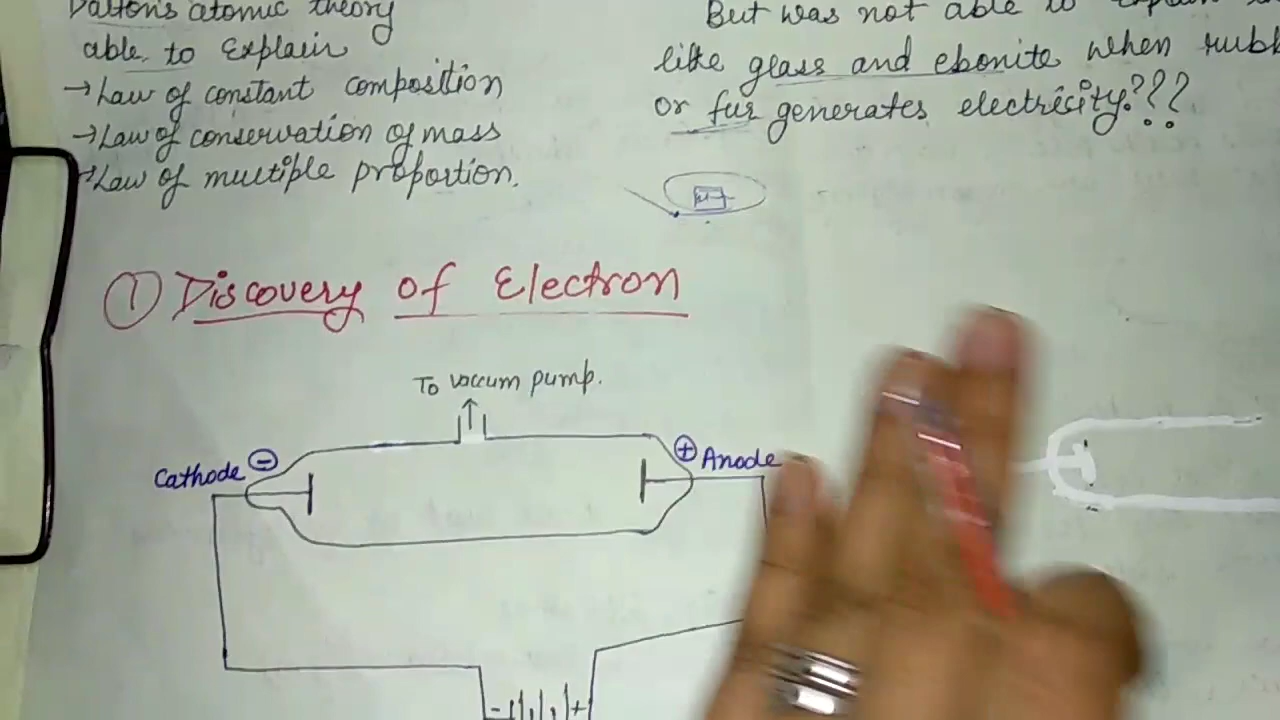 Dalton's atomic theory
able to Explain
→Law of constant composition
→Law of conservation of mass
→Law of multiple proportion.
But was not able to explain
like glass and ebonite when rubb
or fur generates electricity???
① Discovery of Electron
To vaccum pump.
Cathode ⊖
⊕ Anode
- +